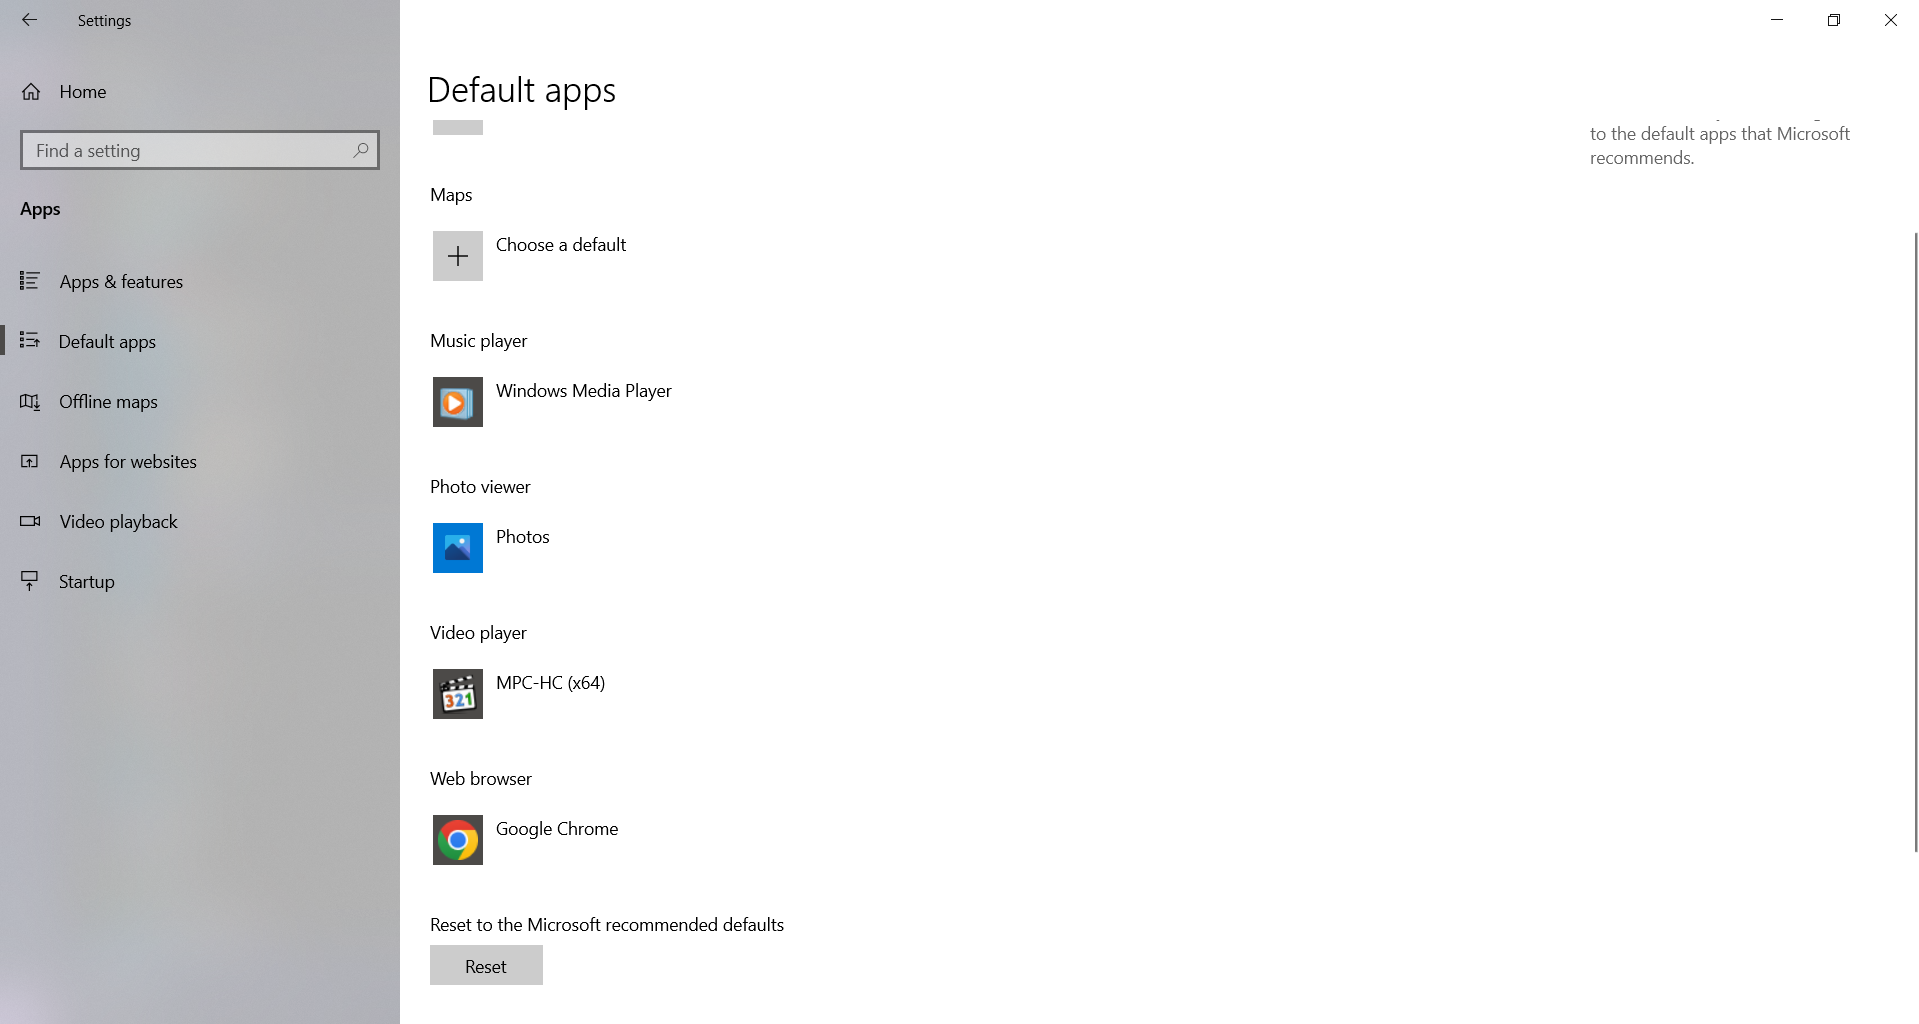 Settings
Home
Find a setting
Apps
Apps & features
Default apps
Offline maps
Apps for websites
Video playback
Startup
Default apps
Maps
Choose a default
Music player
Windows Media Player
Photo viewer
Photos
Video player
321
MPC-HC (x64)
Web browser
Google Chrome
Reset to the Microsoft recommended defaults
Reset
to the default apps that Microsoft
recommends.